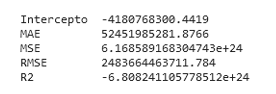 Intercepto -4180768300.4419
MAE 52451985281.8766
MSE 6.168589168304743e+24
RMSE 2483664463711.784
R2 -6.808241105778512e+24